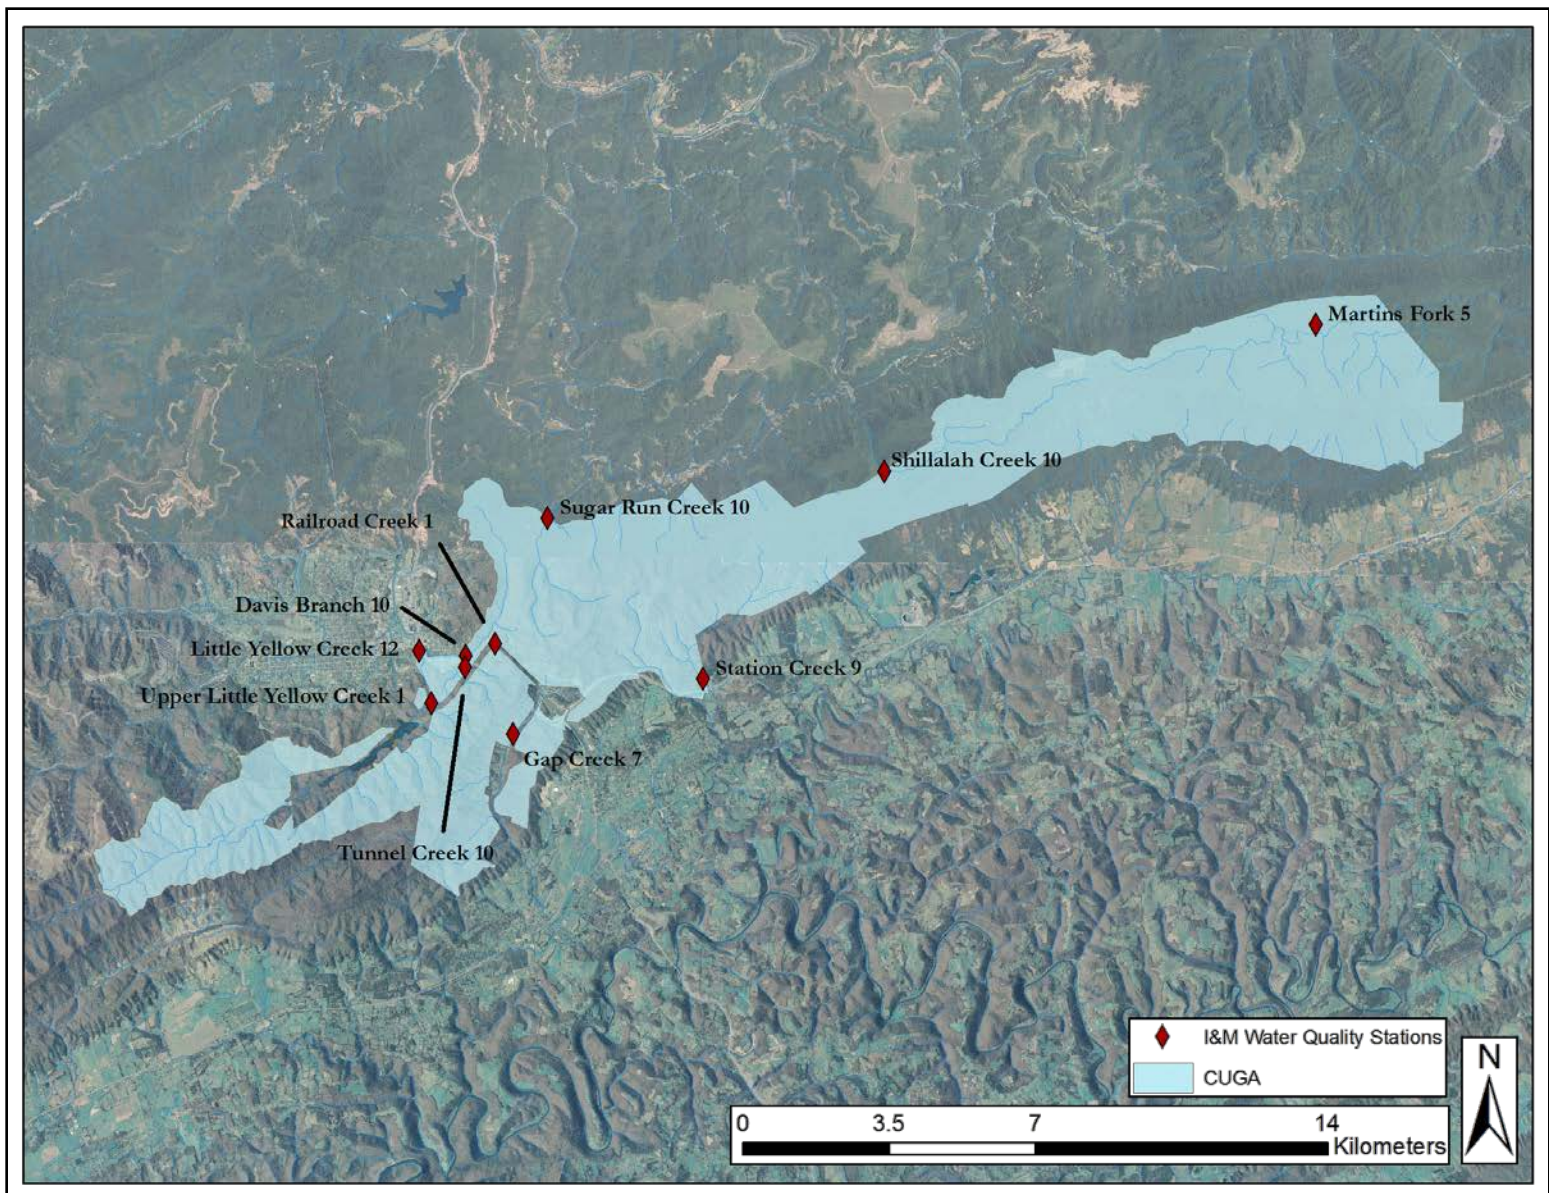 Martins Fork 5
Shillalah Creek 10
Sugar Run Creek 10
Railroad Creek 1
Davis Branch 10
Little Yellow Creek 12
Station Creek 9
Upper Little Yellow Creek 1
Gap Creek 7
Tunnel Creek 10
I&M Water Quality Stations
CUGA
N
0 3.5 7 14
Kilometers